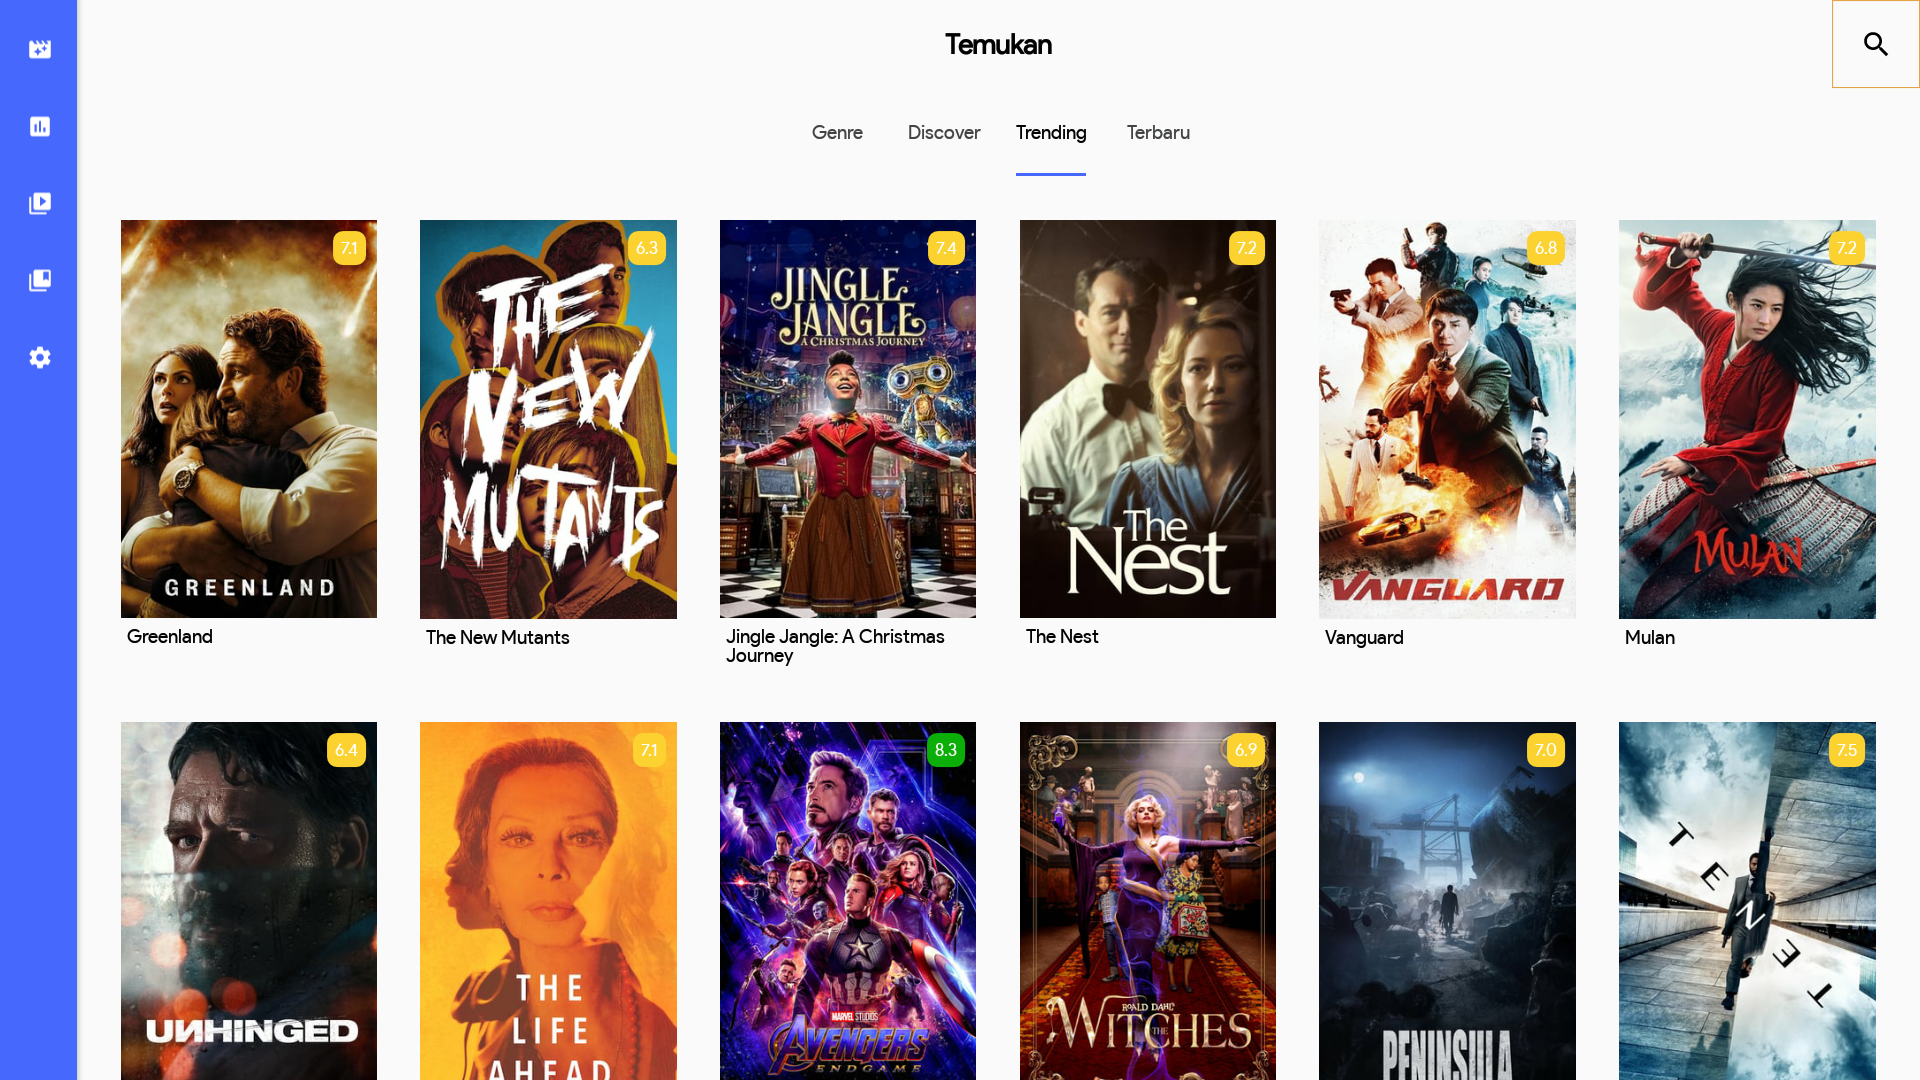 Temukan
Genre
Discover
Trending
Terbaru
7.1
GREENLAND
Greenland
6.3
THE
NEW
MUTANTS
The New Mutants
7.4
JINGLE
JANGLE
A CHRISTMAS JOURNEY
Jingle Jangle: A Christmas
Journey
7.2
The
Nest
The Nest
6.8
VANGUARD
Vanguard
7.2
MULAN
Mulan
6.4
UNHINGED
7.1
THE
LIFE
AHEAD
8.3
MARVEL STUDIOS
AVENGERS
ENDGAME
6.9
ROALD DAHL'S
THE
WITCHES
7.0
PENINSULA
7.5
TENET